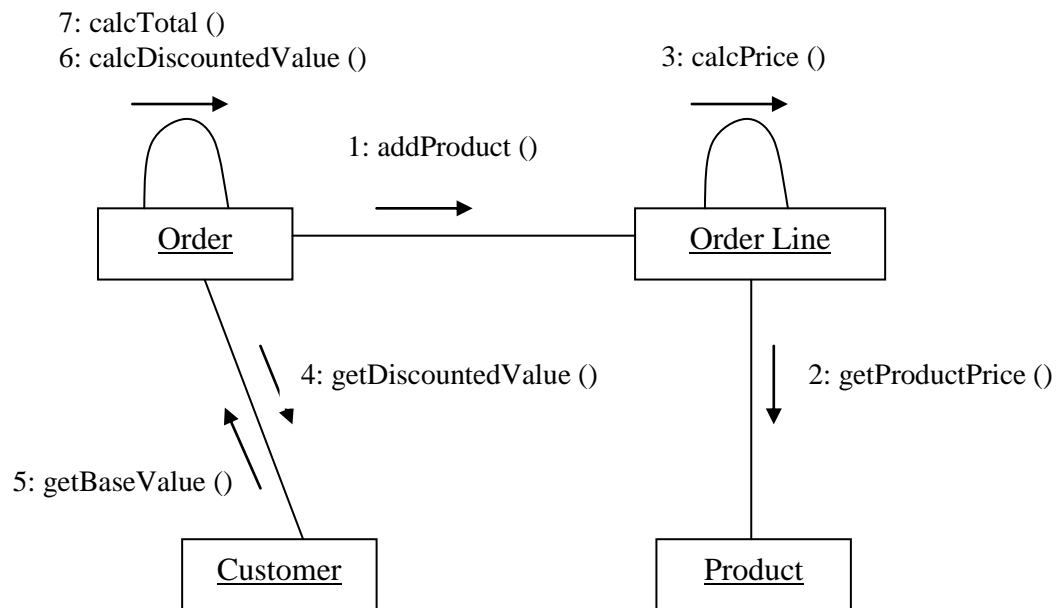 7: calcTotal ()
6: calcDiscountedValue ()
3: calcPrice ()
1: addProduct ()
Order
Order Line
4: getDiscountedValue ()
2: getProductPrice ()
5: getBaseValue ()
Customer
Product